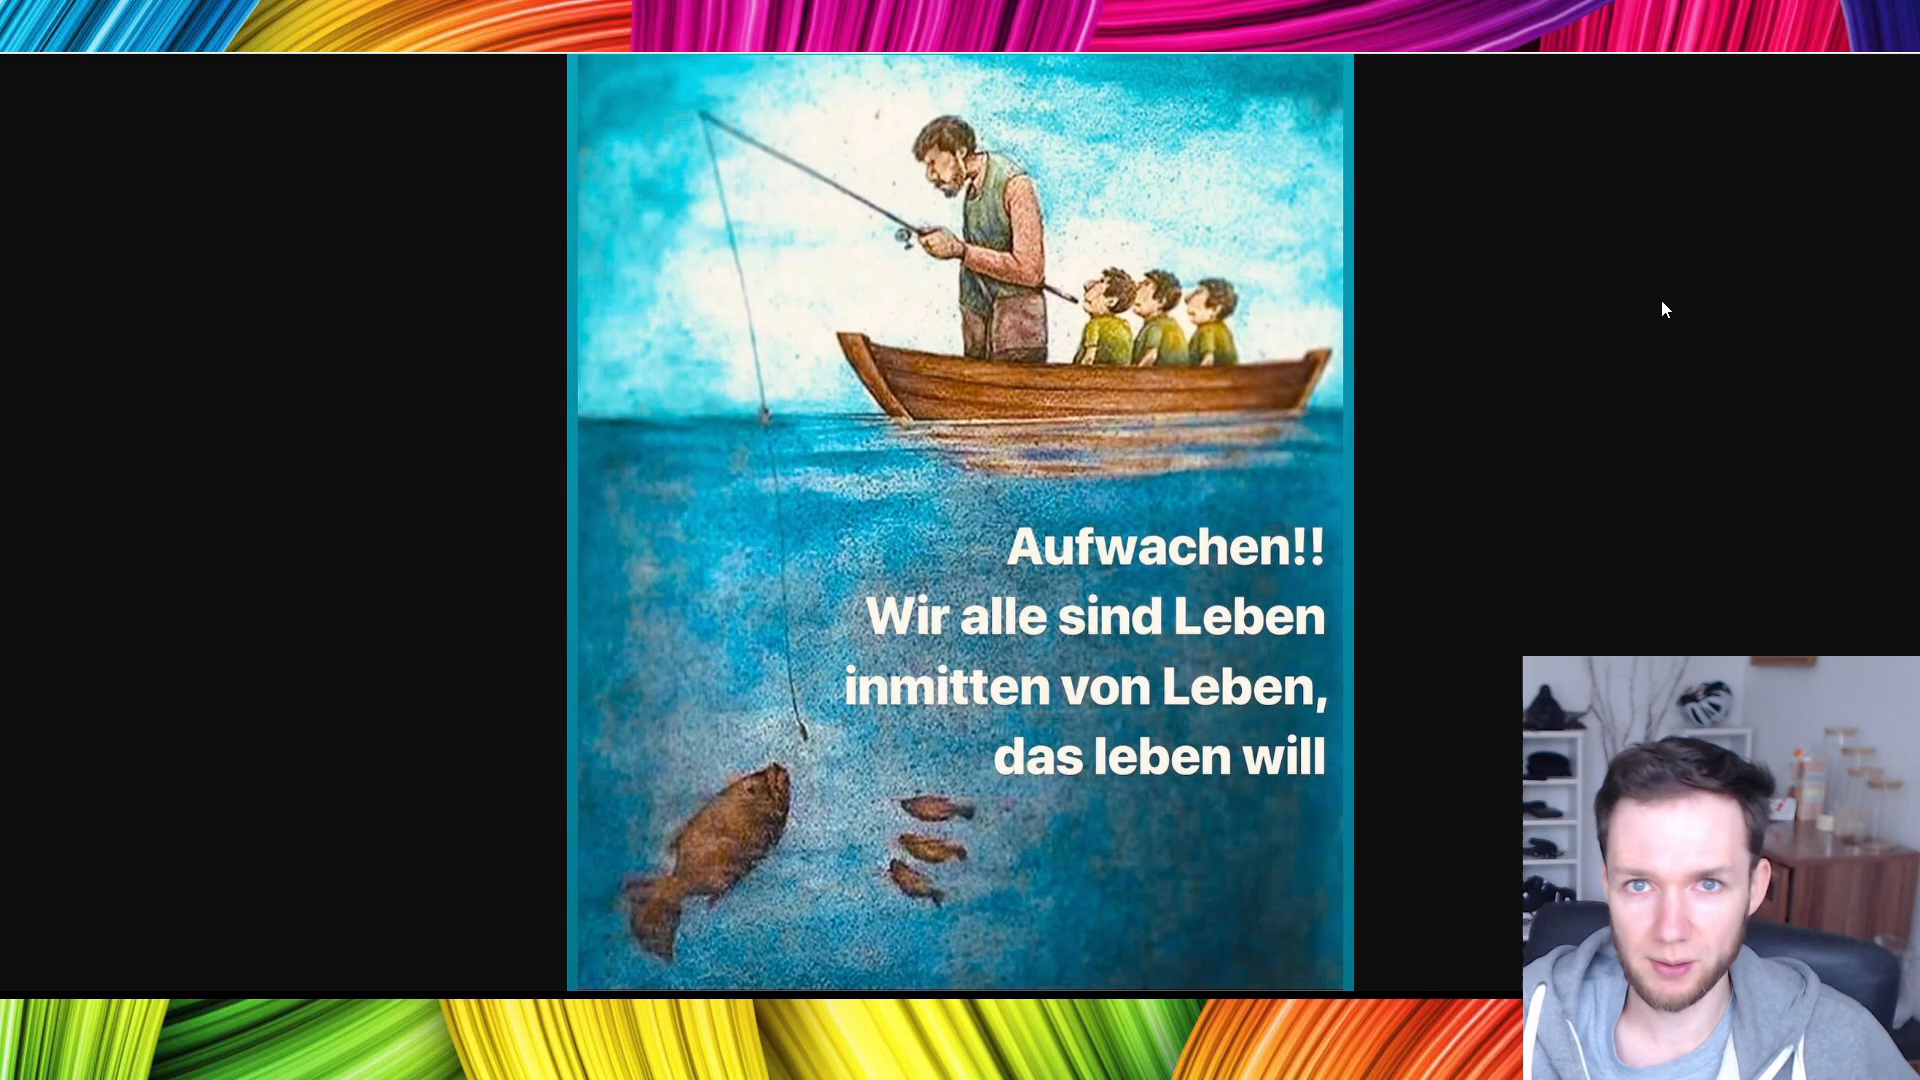 Aufwachen!!
Wir alle sind Leben
inmitten von Leben,
das leben will